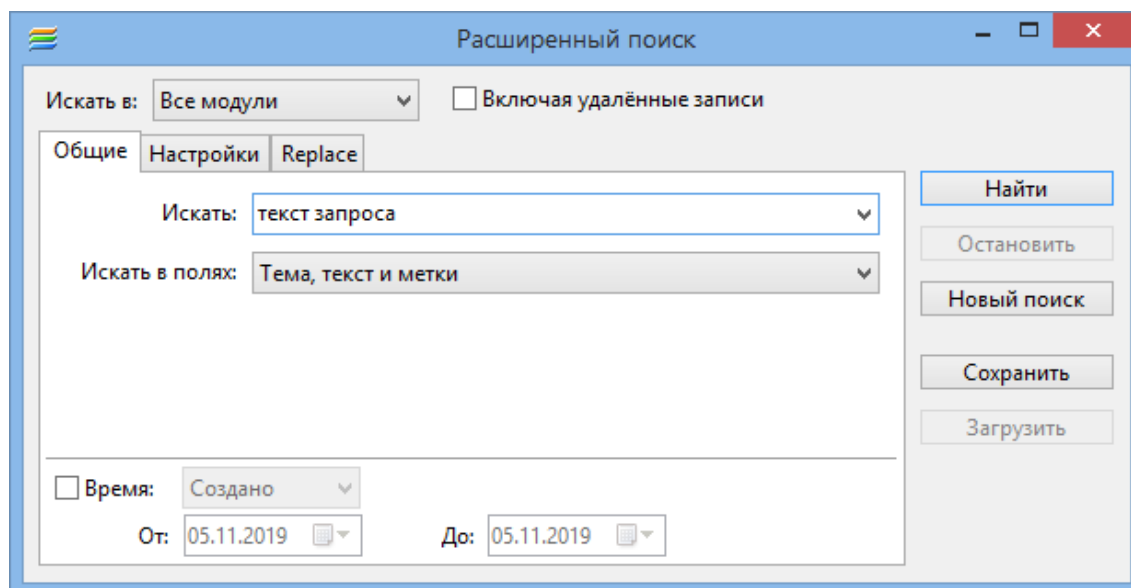 Расширенный поиск
Искать в: Все модули Включая удалённые записи
Общие Настройки Replace
Найти
Искать: текст запроса
Остановить
Искать в полях: Тема, текст и метки
Новый поиск
Сохранить
Загрузить
Время: Создано
От: 05.11.2019 До: 05.11.2019